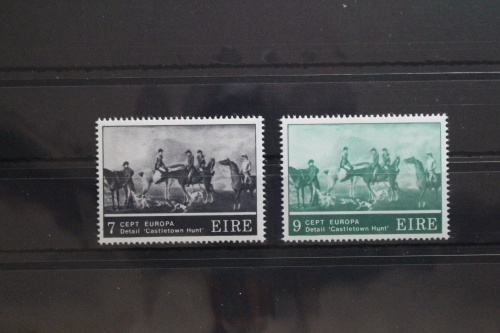 7 CEPT EUROPA
Detail 'Castletown Hunt' EIRE
9 CEPT EUROPA
Detail 'Castletown Hunt' EIRE